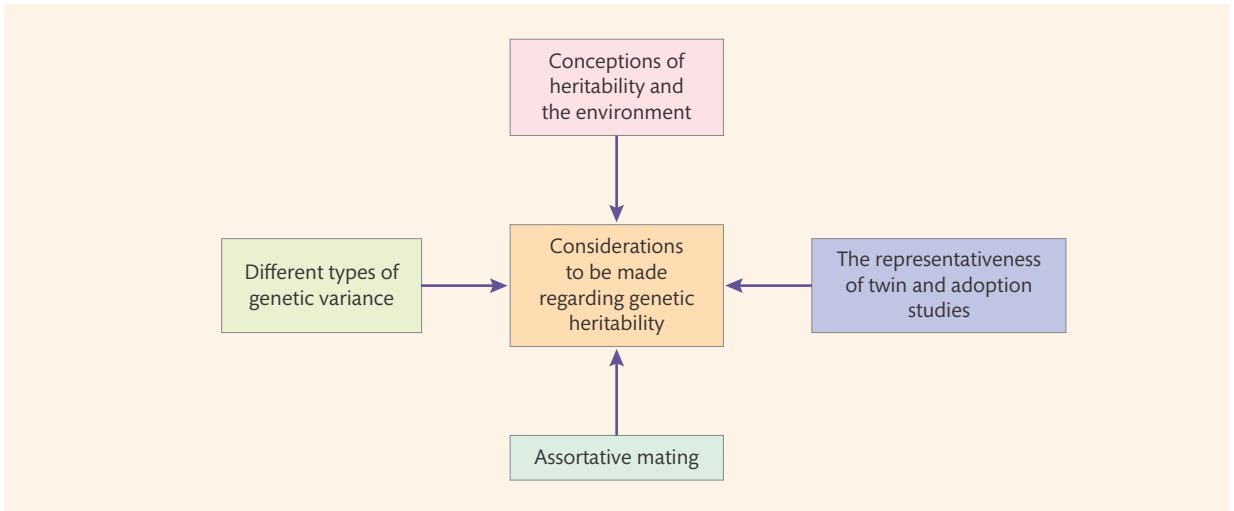 Conceptions of
heritability and
the environment
Different types of
genetic variance
Considerations
to be made
regarding genetic
heritability
The representativeness
of twin and adoption
studies
Assortative mating